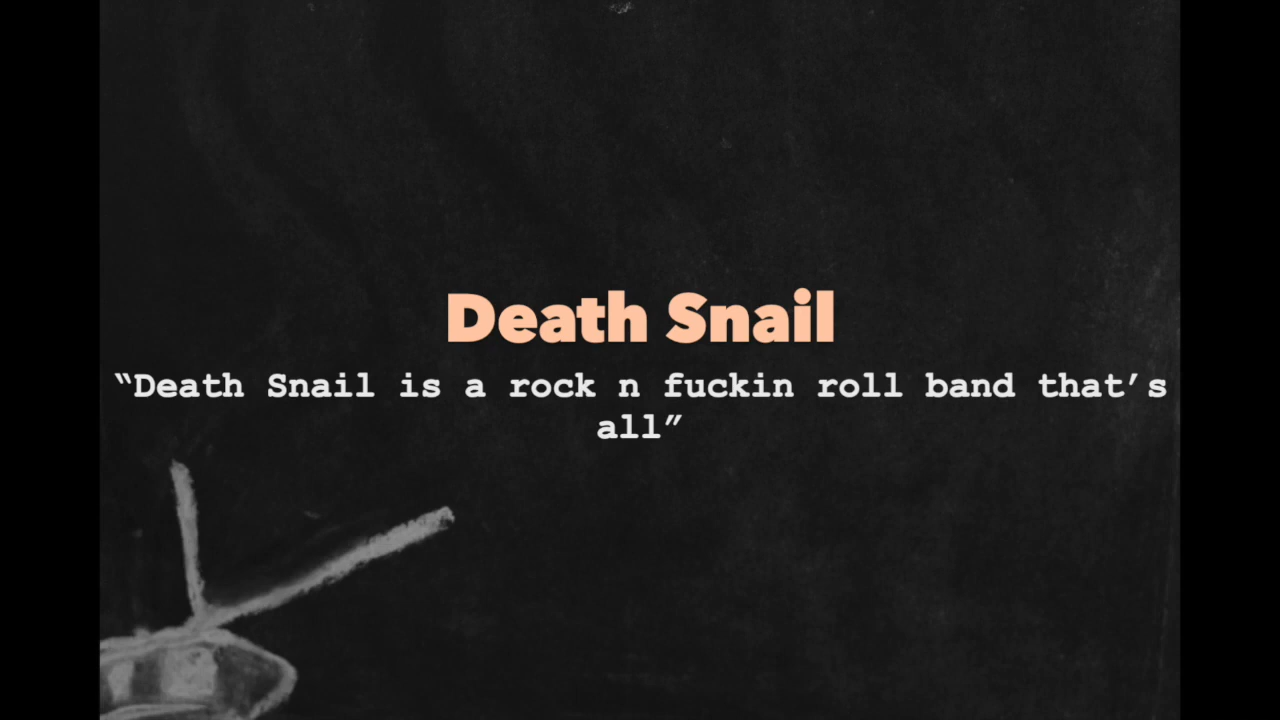 Death Snail
“Death Snail is a rock n fuckin roll band that’s
all”